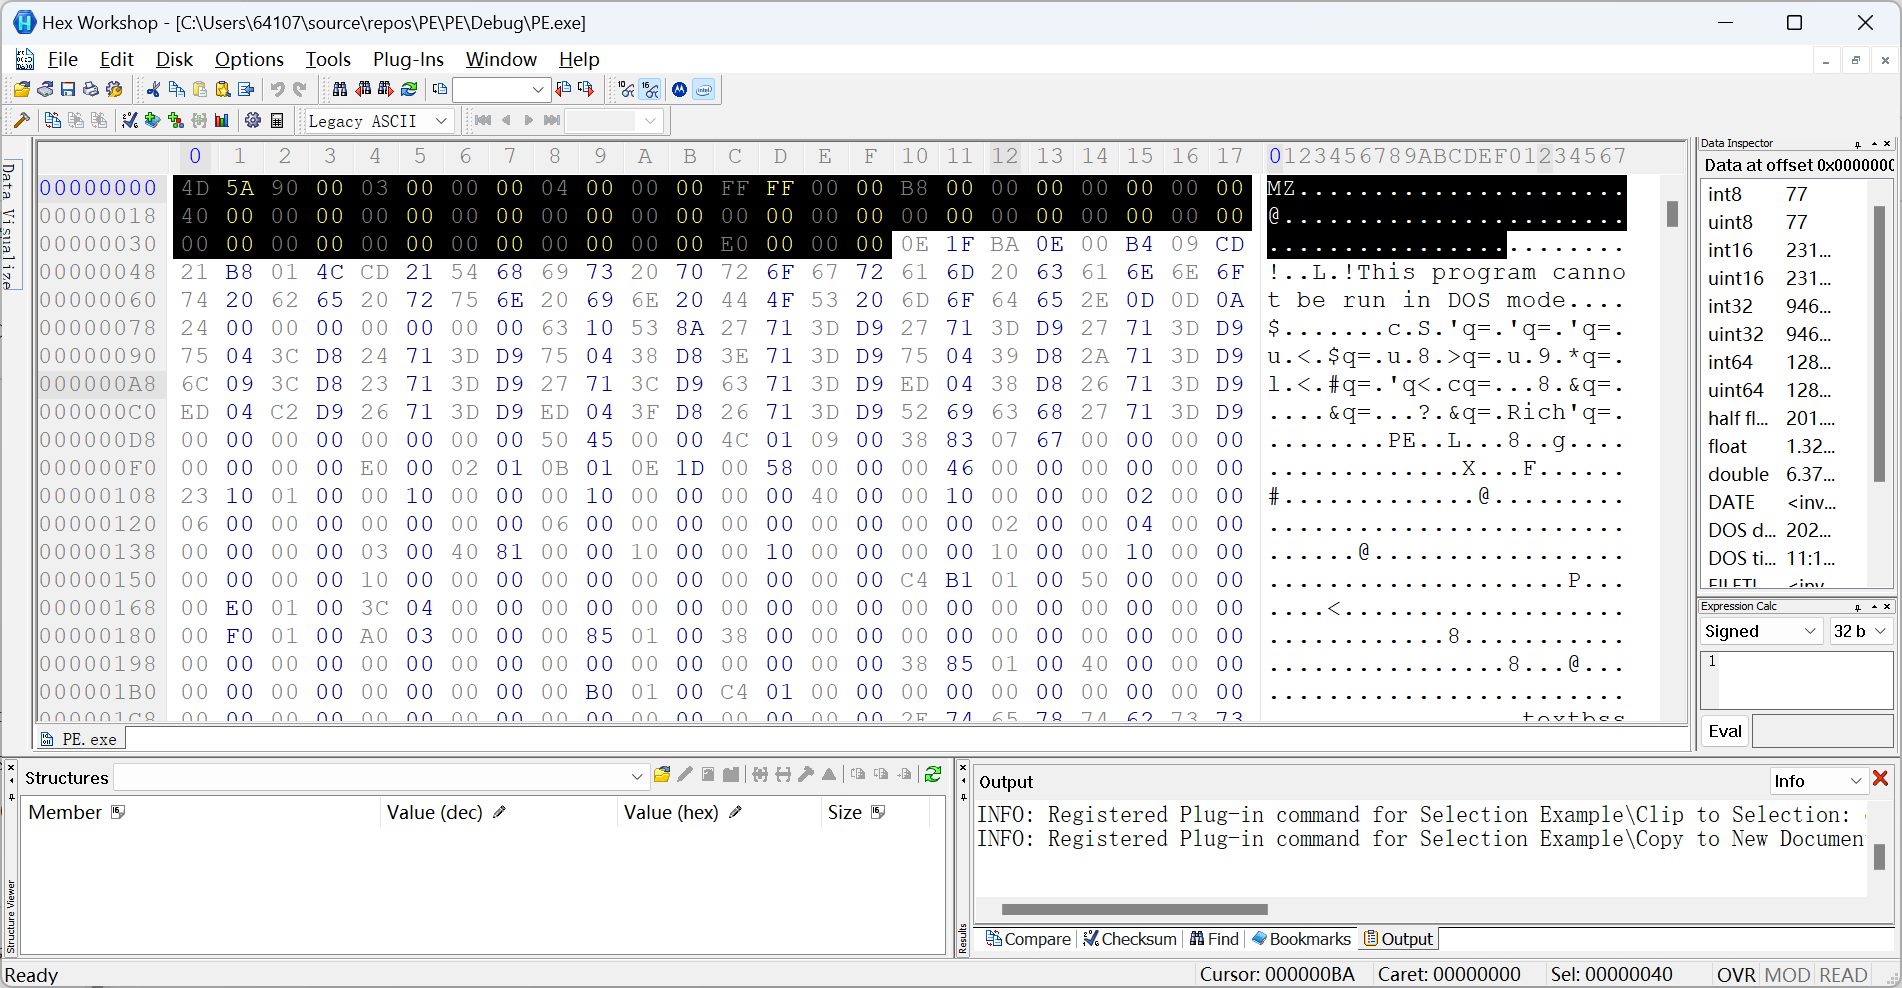 Hex Workshop - [C:\Users\64107\source\repos\PE\PE\Debug\PE.exe]
File Edit Disk Options Tools Plug-Ins Window Help
Legacy ASCII
Data Visualize
0 1 2 3 4 5 6 7 8 9 A B C D E F 10 11 12 13 14 15 16 17 0123456789ABCDEF01234567
00000000 4D 5A 90 00 03 00 00 00 04 00 00 00 FF FF 00 00 B8 00 00 00 00 00 00 00 MZ......................
00000018 40 00 00 00 00 00 00 00 00 00 00 00 00 00 00 00 00 00 00 00 00 00 00 00 @.......................
00000030 00 00 00 00 00 00 00 00 00 00 00 00 E0 00 00 00 0E 1F BA 0E 00 B4 09 CD ........................
00000048 21 B8 01 4C CD 21 54 68 69 73 20 70 72 6F 67 72 61 6D 20 63 61 6E 6E 6F !..L.!This program canno
00000060 74 20 62 65 20 72 75 6E 20 69 6E 20 44 4F 53 20 6D 6F 64 65 2E 0D 0D 0A t be run in DOS mode....
00000078 24 00 00 00 00 00 00 00 63 10 53 8A 27 71 3D D9 27 71 3D D9 27 71 3D D9 $.......c.S.'q=.'q=.'q=.
00000090 75 04 3C D8 24 71 3D D9 75 04 38 D8 3E 71 3D D9 75 04 39 D8 2A 71 3D D9 u.<.$q=.u.8.>q=.u.9.*q=.
000000A8 6C 09 3C D8 23 71 3D D9 27 71 3C D9 63 71 3D D9 ED 04 38 D8 26 71 3D D9 l.<.#q=.'q<.cq=...8.&q=.
000000C0 ED 04 C2 D9 26 71 3D D9 ED 04 3F D8 26 71 3D D9 52 69 63 68 27 71 3D D9 ....&q=...?.&q=.Rich'q=.
000000D8 00 00 00 00 00 00 00 00 50 45 00 00 4C 01 09 00 38 83 07 67 00 00 00 00 ........PE..L...8..g....
000000F0 00 00 00 00 E0 00 02 01 0B 01 0E 1D 00 58 00 00 00 46 00 00 00 00 00 00 .............X...F......
00000108 23 10 01 00 00 10 00 00 00 10 00 00 00 00 40 00 00 10 00 00 00 02 00 00 #.............@.........
00000120 06 00 00 00 00 00 00 00 06 00 00 00 00 00 00 00 00 00 02 00 00 04 00 00 ........................
00000138 00 00 00 00 03 00 40 81 00 00 10 00 00 10 00 00 00 00 10 00 00 10 00 00 ......@.................
00000150 00 00 00 00 10 00 00 00 00 00 00 00 00 00 00 00 C4 B1 01 00 50 00 00 00 ....................P...
00000168 00 E0 01 00 3C 04 00 00 00 00 00 00 00 00 00 00 00 00 00 00 00 00 00 00 ....<...................
00000180 00 F0 01 00 A0 03 00 00 00 85 01 00 38 00 00 00 00 00 00 00 00 00 00 00 ............8...........
00000198 00 00 00 00 00 00 00 00 00 00 00 00 00 00 00 00 38 85 01 00 40 00 00 00 ................8...@...
000001B0 00 00 00 00 00 00 00 00 00 B0 01 00 C4 01 00 00 00 00 00 00 00 00 00 00 ........................
000001C8 00 00 00 00 00 00 00 00 00 00 00 00 00 00 00 00 2E 74 65 78 74 62 73 73 .textbss
PE.exe
Data Inspector
Data at offset 0x0000000
int8 77
uint8 77
int16 231...
uint16 231...
int32 946...
uint32 946...
int64 128...
uint64 128...
half fl... 201....
float 1.32...
double 6.37...
DATE <inv...
DOS d... 202...
DOS ti... 11:1...
FILETI... <inv...
Expression Calc
Signed 32 b
1
Eval
Structures
Member Value (dec) Value (hex) Size
Structure Viewer
Output Info
INFO: Registered Plug-in command for Selection Example\Clip to Selection:
INFO: Registered Plug-in command for Selection Example\Copy to New Documen
Results
Compare Checksum Find Bookmarks Output
Ready Cursor: 000000BA Caret: 00000000 Sel: 00000040 OVR MOD READ